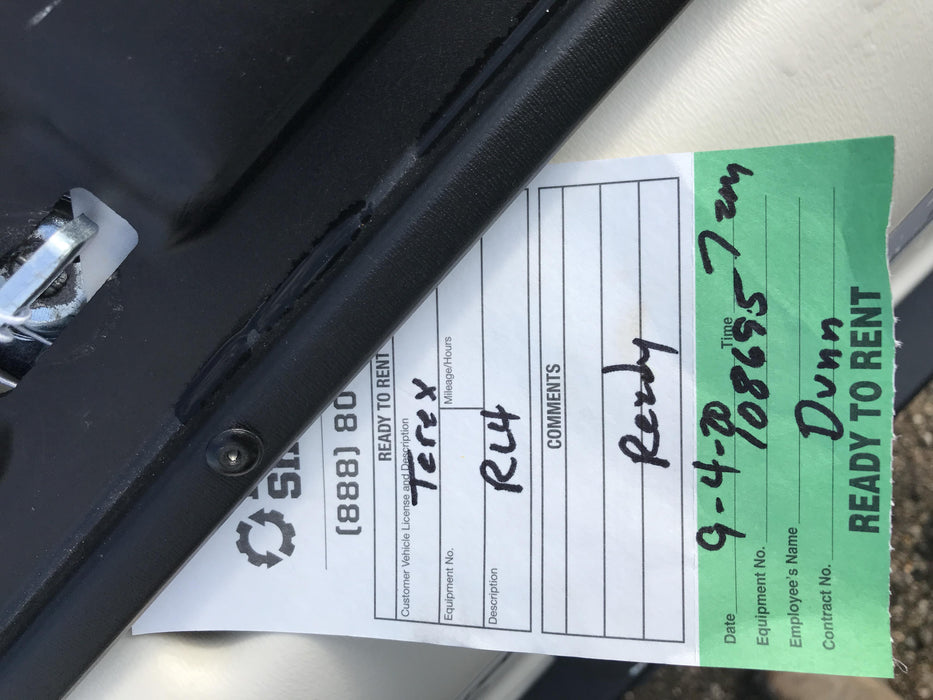 (888) 80
READY TO RENT
Customer Vehicle License and Description
Terex
Equipment No.
Mileage/Hours
Description
RL4
COMMENTS
Ready
Date 9-4-20 Time 7
Equipment No. 108695
Employee's Name
Dunn
Contract No.
READY TO RENT